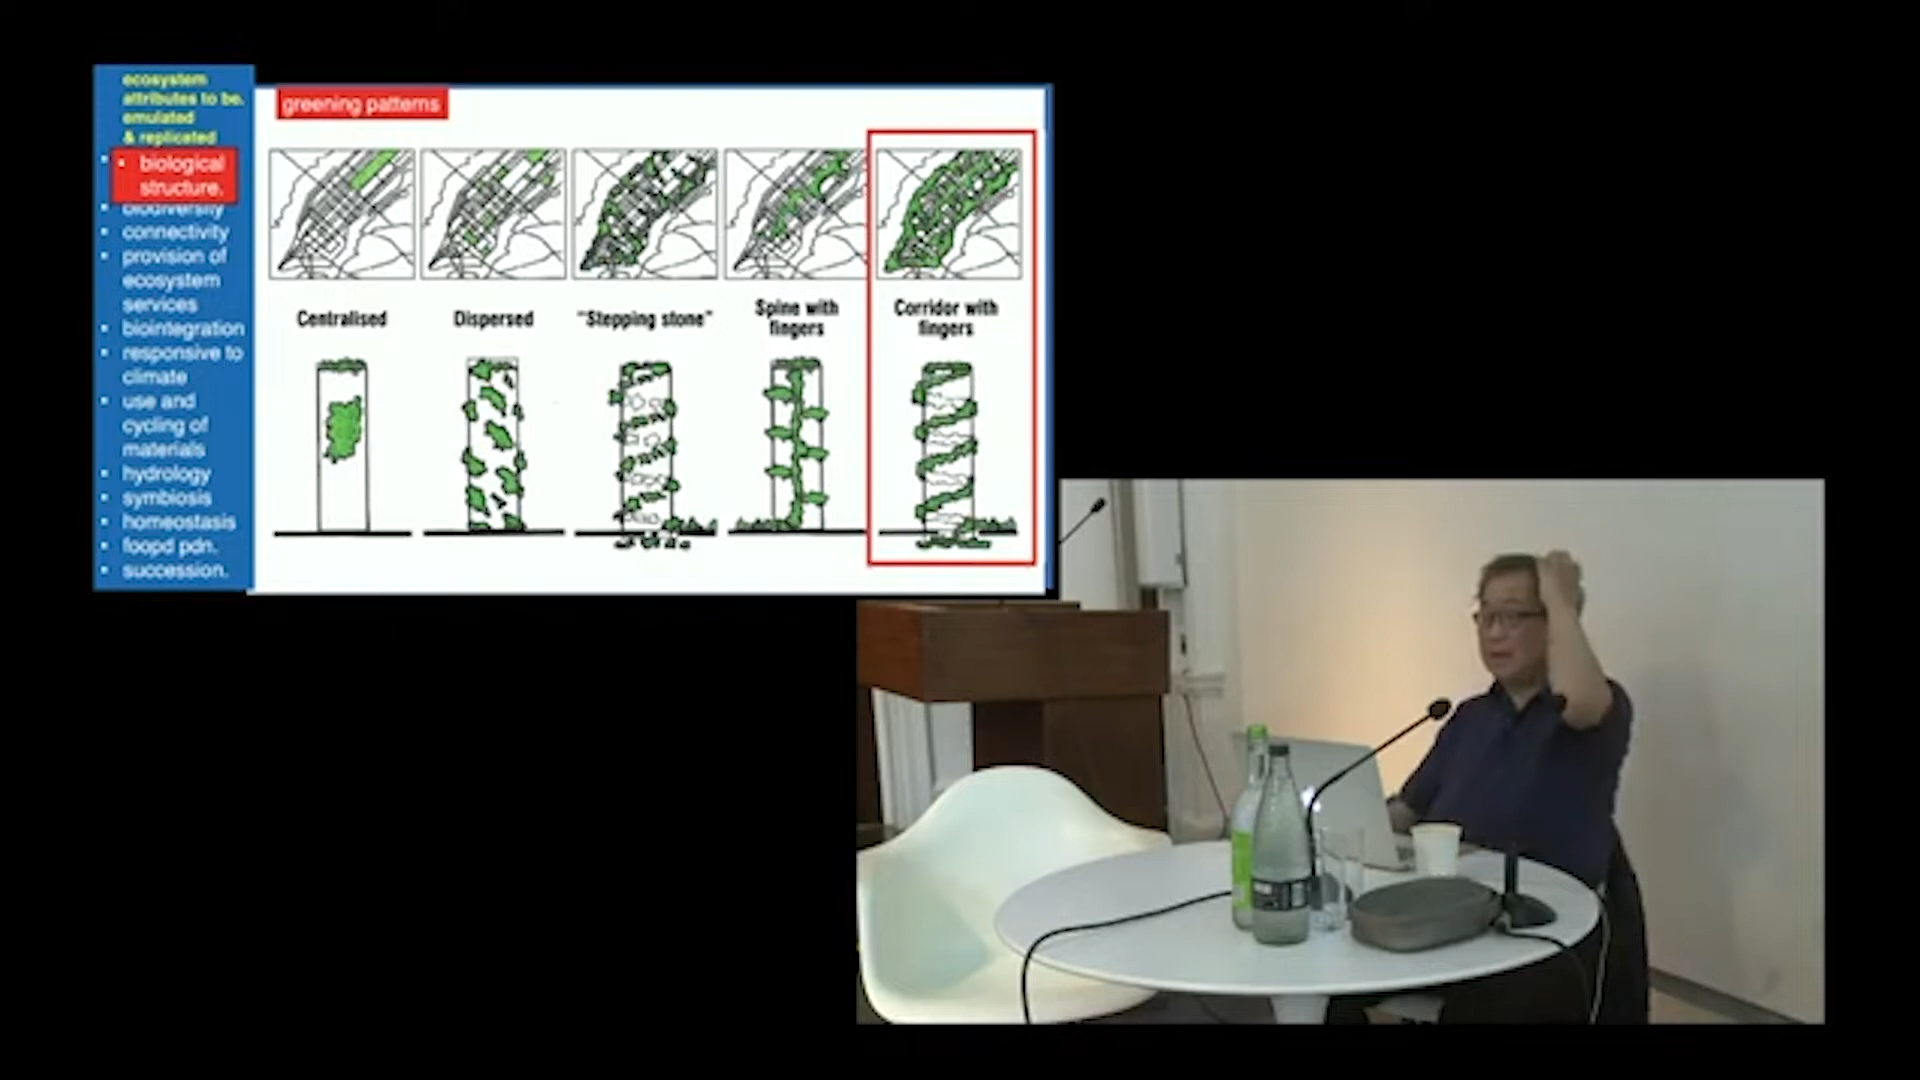 ecosystem
attributes to be.
emulated
& replicated
• biological
structure.
• biodiversity
• connectivity
• provision of
ecosystem
services
• biointegration
• responsive to
climate
• use and
cycling of
materials
• hydrology
• symbiosis
• homeostasis
• foopd pdn.
• succession.
greening patterns
Centralised
Dispersed
"Stepping stone"
Spine with
fingers
Corridor with
fingers